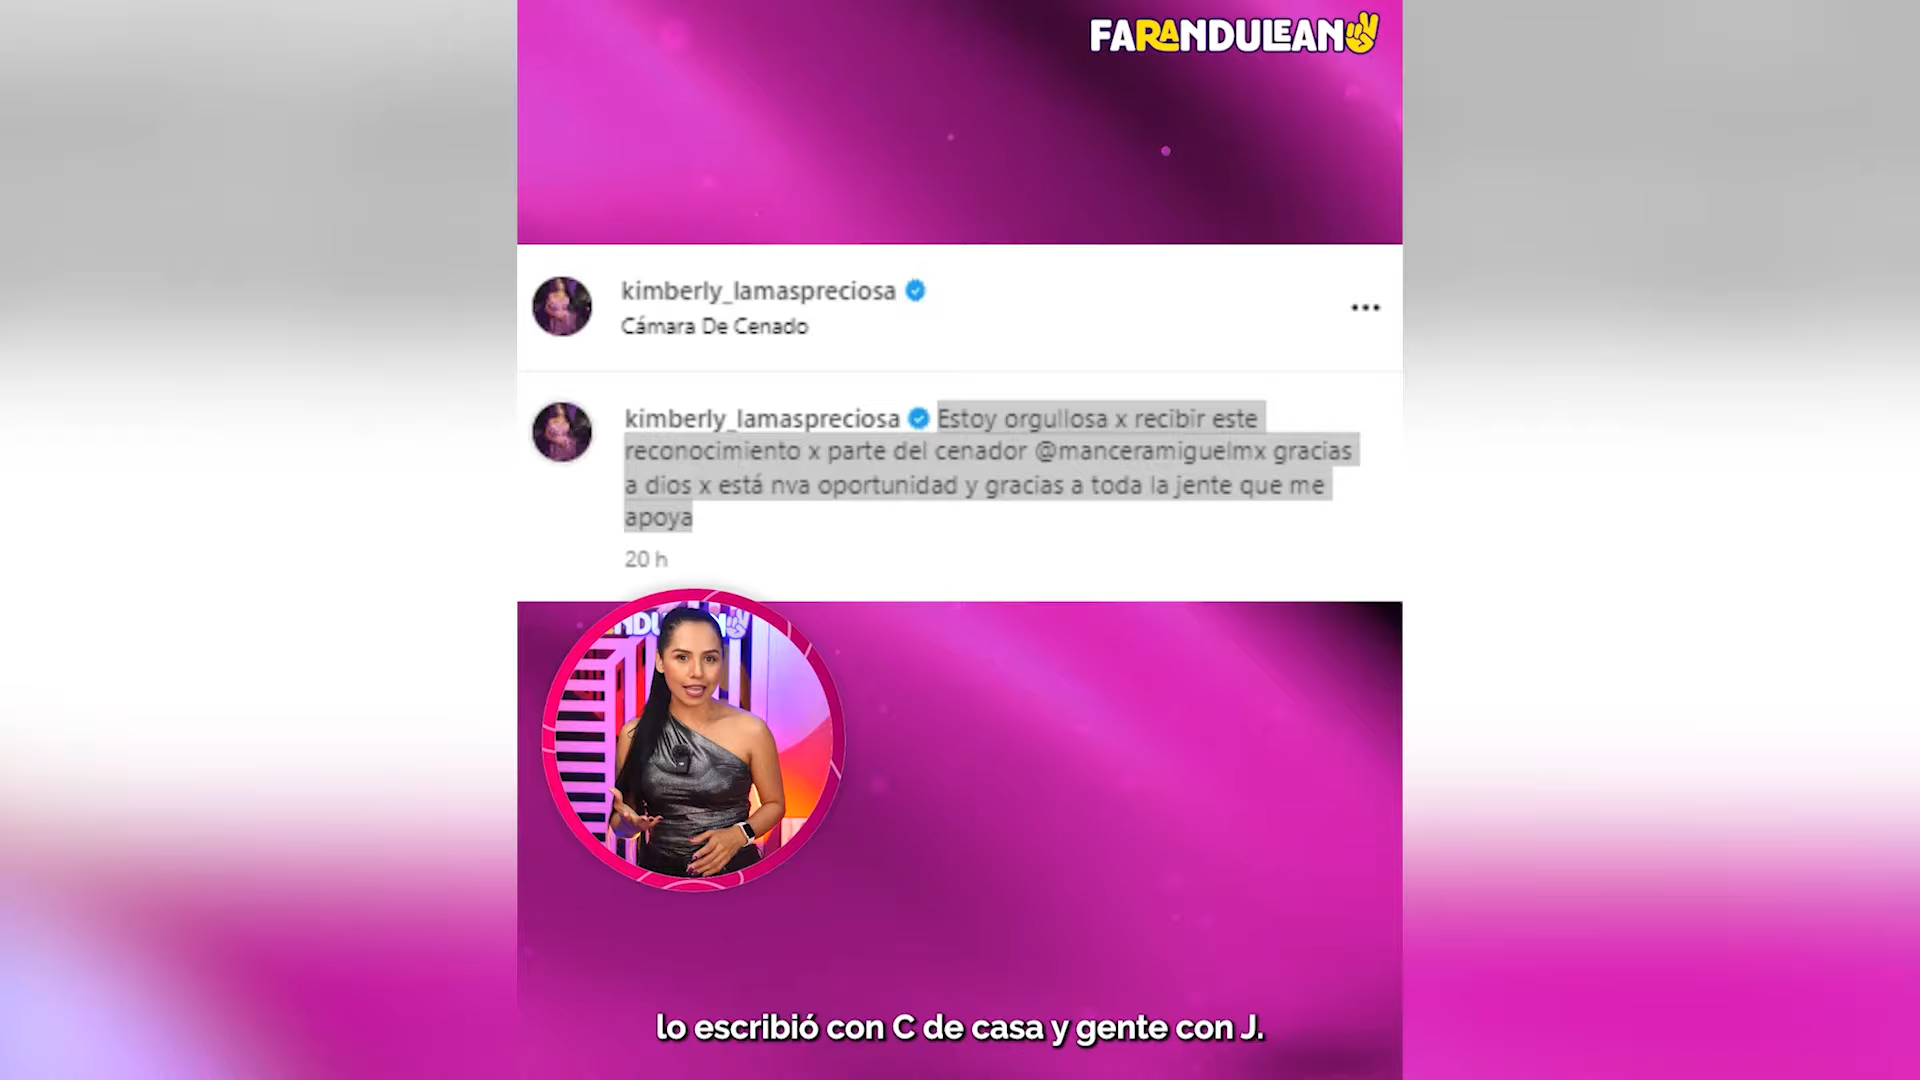 FARANDULEANO
kimberly_lamaspreciosa
Cámara De Cenado
kimberly_lamaspreciosa Estoy orgullosa x recibir este
reconocimiento x parte del cenador @manceramiguelmx gracias
a dios x está nva oportunidad y gracias a toda la jente que me
apoya
20 h
lo escribió con C de casa y gente con J.